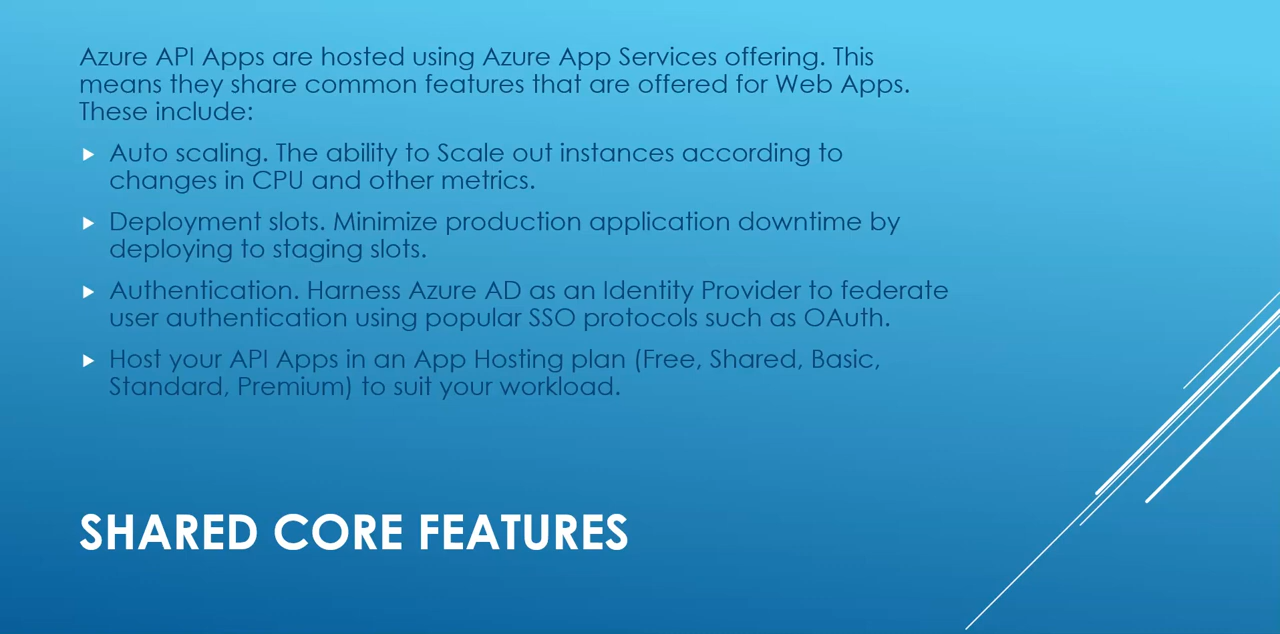 Azure API Apps are hosted using Azure App Services offering. This
means they share common features that are offered for Web Apps.
These include:
Auto scaling. The ability to Scale out instances according to
changes in CPU and other metrics.
Deployment slots. Minimize production application downtime by
deploying to staging slots.
Authentication. Harness Azure AD as an Identity Provider to federate
user authentication using popular SSO protocols such as OAuth.
Host your API Apps in an App Hosting plan (Free, Shared, Basic,
Standard, Premium) to suit your workload.
SHARED CORE FEATURES